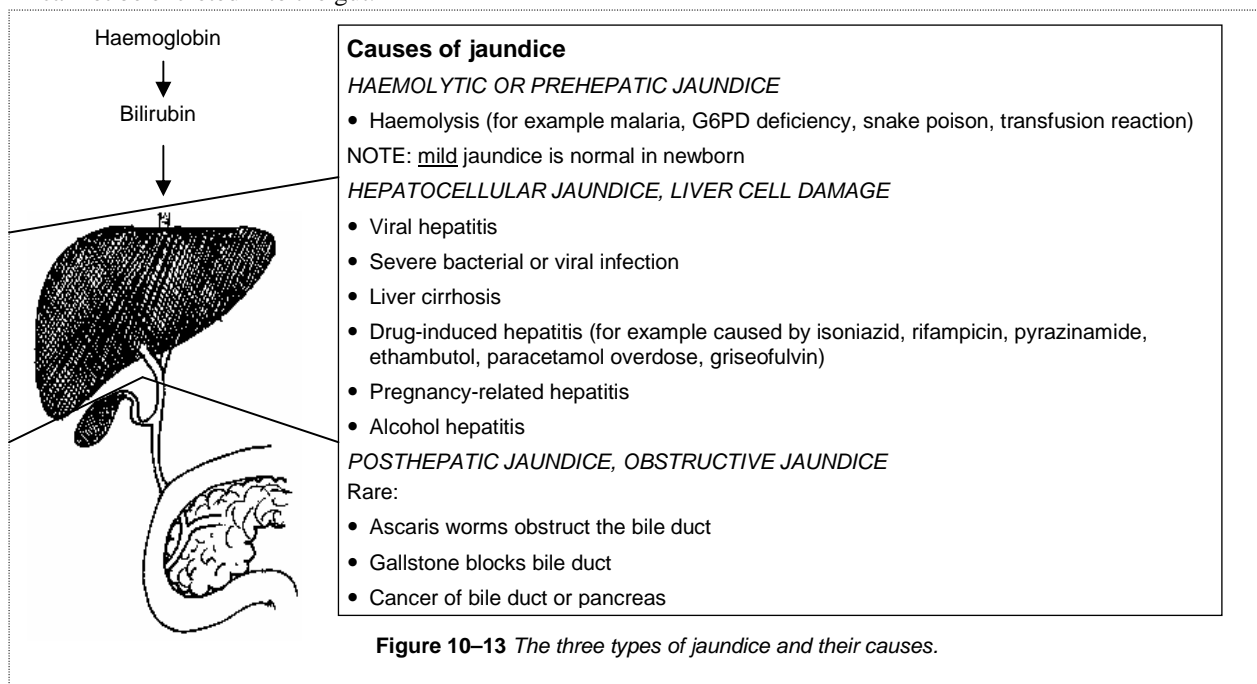 Haemoglobin
Bilirubin
Causes of jaundice
HAEMOLYTIC OR PREHEPATIC JAUNDICE
• Haemolysis (for example malaria, G6PD deficiency, snake poison, transfusion reaction)
NOTE: mild jaundice is normal in newborn
HEPATOCELLULAR JAUNDICE, LIVER CELL DAMAGE
• Viral hepatitis
• Severe bacterial or viral infection
• Liver cirrhosis
• Drug-induced hepatitis (for example caused by isoniazid, rifampicin, pyrazinamide,
ethambutol, paracetamol overdose, griseofulvin)
• Pregnancy-related hepatitis
• Alcohol hepatitis
POSTHEPATIC JAUNDICE, OBSTRUCTIVE JAUNDICE
Rare:
• Ascaris worms obstruct the bile duct
• Gallstone blocks bile duct
• Cancer of bile duct or pancreas
Figure 10–13 The three types of jaundice and their causes.